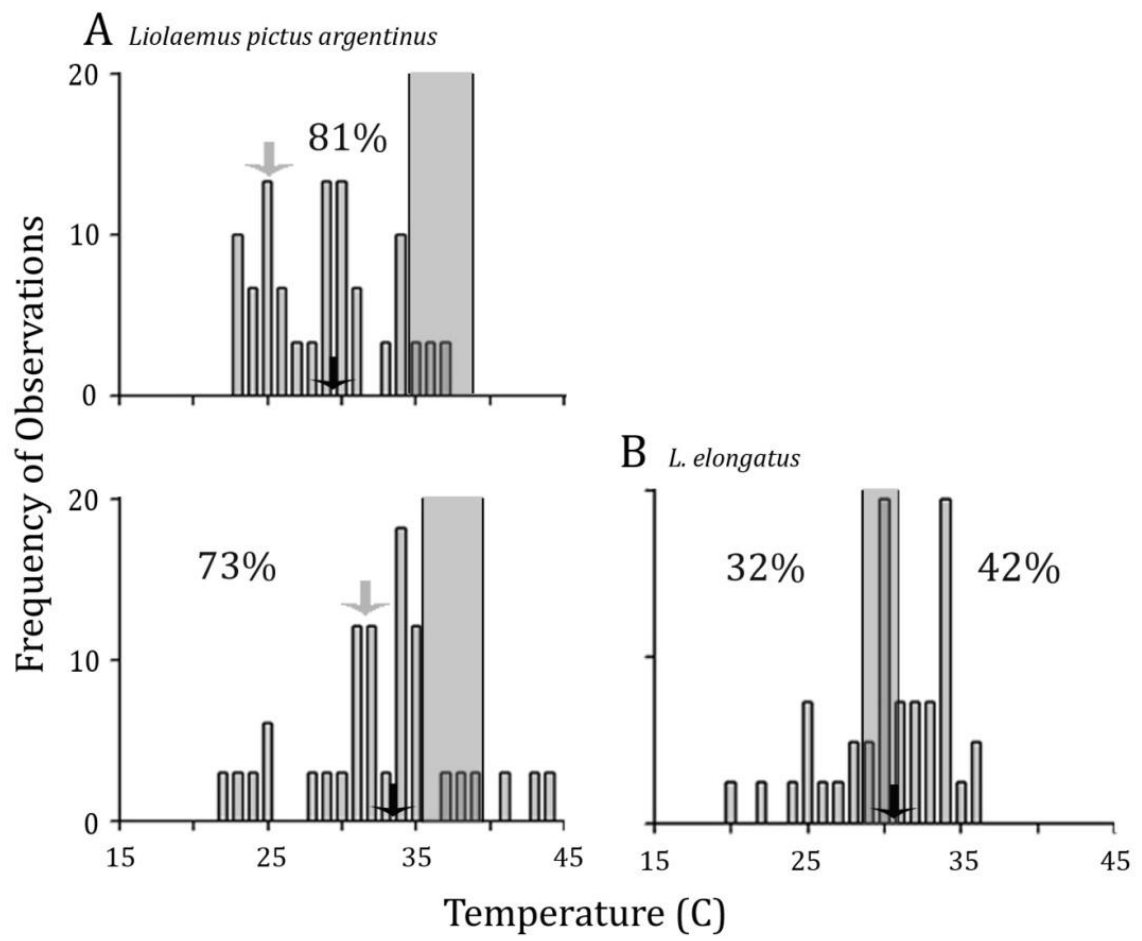 A Liolaemus pictus argentinus
20
81%
10
0
Frequency of Observations
B L. elongatus
20
73%
32%
42%
10
0
15 25 35 45
15 25 35 45
Temperature (C)